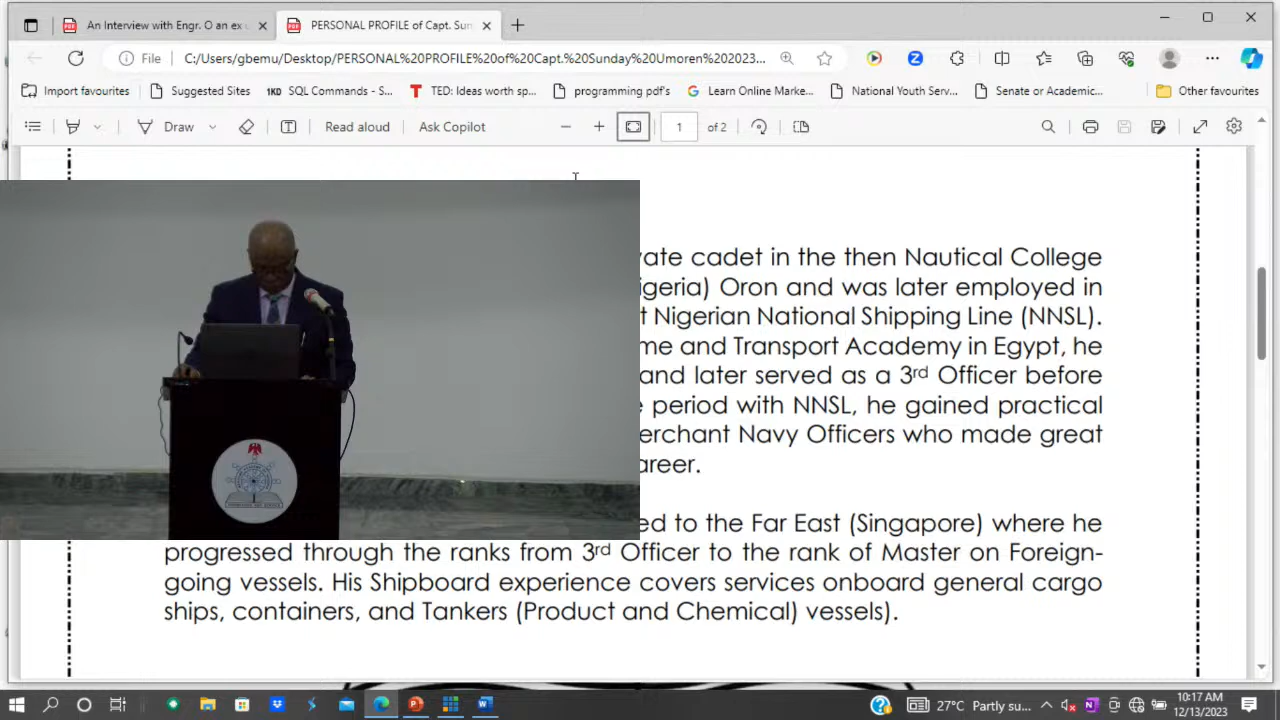 An Interview with Engr. O an ex c
PERSONAL PROFILE of Capt. Sun
File
C:/Users/gbemu/Desktop/PERSONAL%20PROFILE%20of%20Capt.%20Sunday%20Umoren%202023...
Import favourites
Suggested Sites
1KD SQL Commands - S...
TED: Ideas worth sp...
programming pdf's
Learn Online Marke...
National Youth Serv...
Senate or Academic...
Other favourites
Draw
Read aloud
Ask Copilot
1 of 2
vate cadet in the then Nautical College
igeria) Oron and was later employed in
t Nigerian National Shipping Line (NNSL).
me and Transport Academy in Egypt, he
and later served as a 3rd Officer before
e period with NNSL, he gained practical
erchant Navy Officers who made great
areer.
ed to the Far East (Singapore) where he
progressed through the ranks from 3rd Officer to the rank of Master on Foreign-
going vessels. His Shipboard experience covers services onboard general cargo
ships, containers, and Tankers (Product and Chemical) vessels).
27°C Partly su...
10:17 AM
12/13/2023